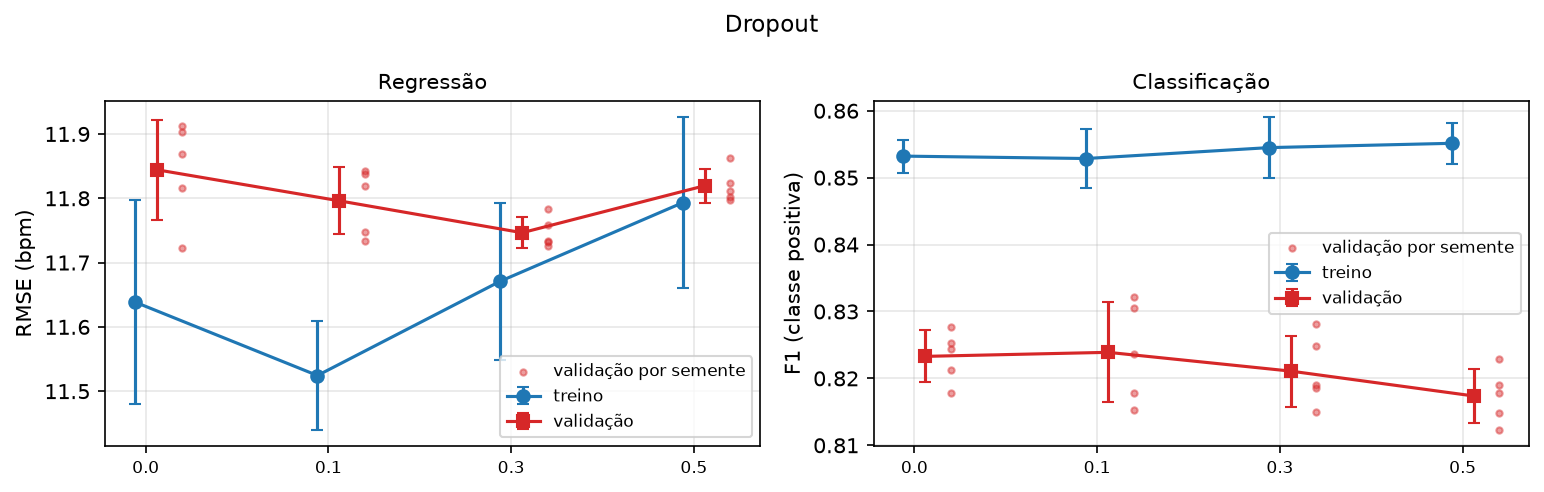 Dropout
Regressão
RMSE (bpm)
11.9
11.8
11.7
11.6
11.5
0.0
0.1
0.3
0.5
validação por semente
treino
validação
Classificação
F1 (classe positiva)
0.86
0.85
0.84
0.83
0.82
0.81
0.0
0.1
0.3
0.5
validação por semente
treino
validação